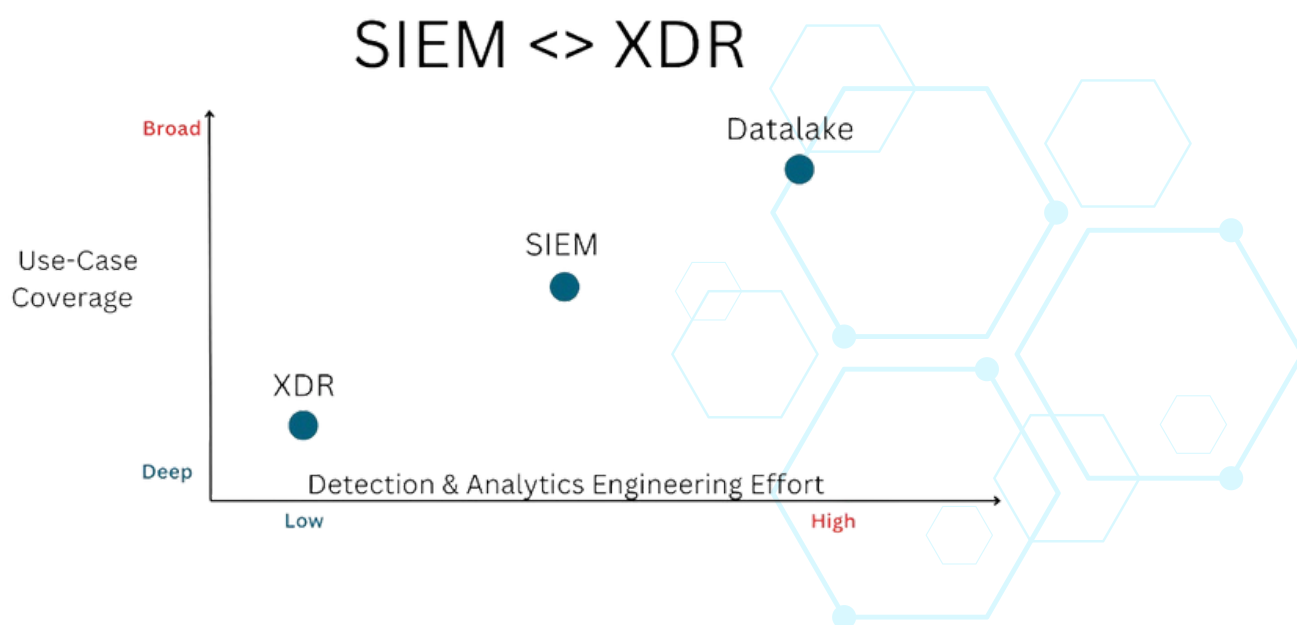 SIEM <> XDR
Broad
Datalake
SIEM
Use-Case
Coverage
XDR
Deep
Detection & Analytics Engineering Effort
Low
High